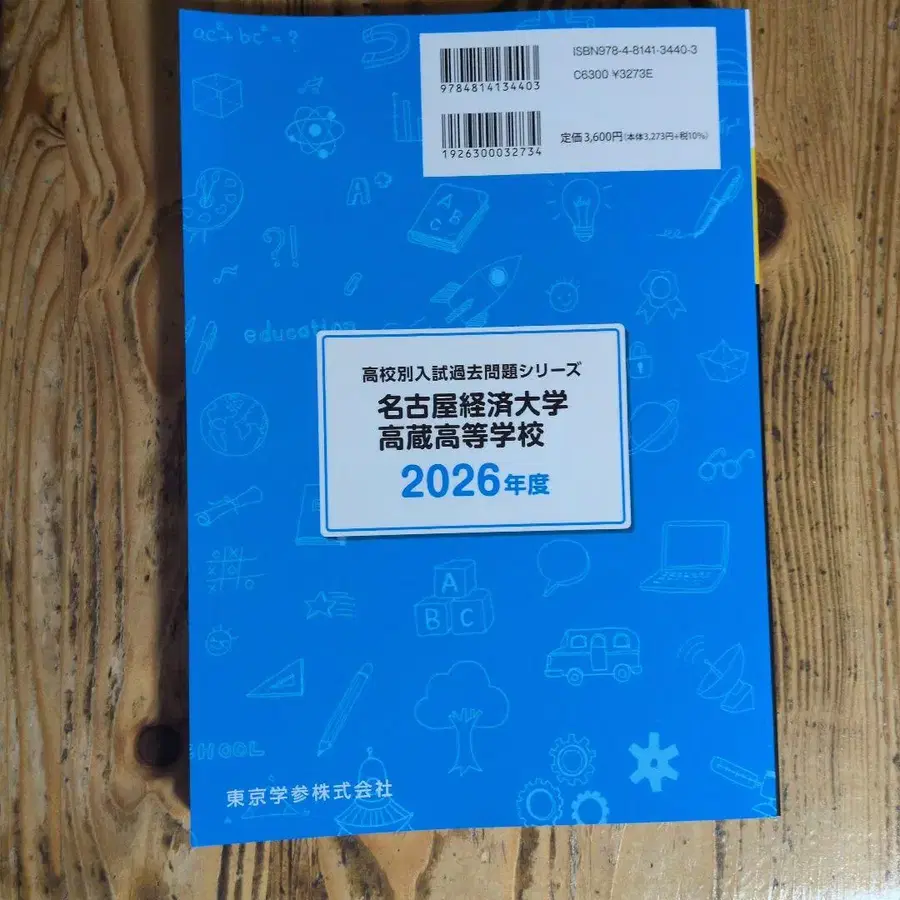 ac² + bc² = ?
ISBN978-4-8141-3440-3
C6300 ¥3273E
9784814134403
定価3,600円(本体3,273円+税10%)
1926300032734
A+
A
B
C
?!
education
高校別入試過去問題シリーズ
名古屋経済大学
高蔵高等学校
2026年度
A
B C
SCHOOL
東京学参株式会社